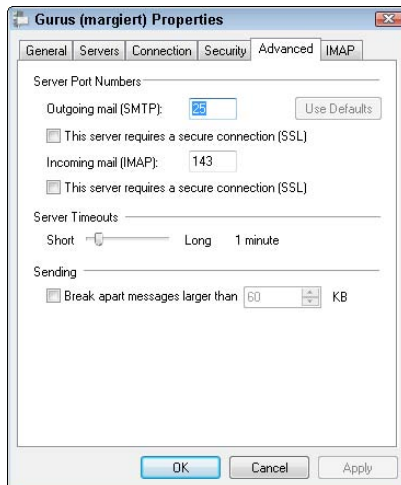 Gurus (margiert) Properties
General Servers Connection Security Advanced IMAP
Server Port Numbers
Outgoing mail (SMTP): 25 Use Defaults
This server requires a secure connection (SSL)
Incoming mail (IMAP): 143
This server requires a secure connection (SSL)
Server Timeouts
Short Long 1 minute
Sending
Break apart messages larger than 60 KB
OK Cancel Apply